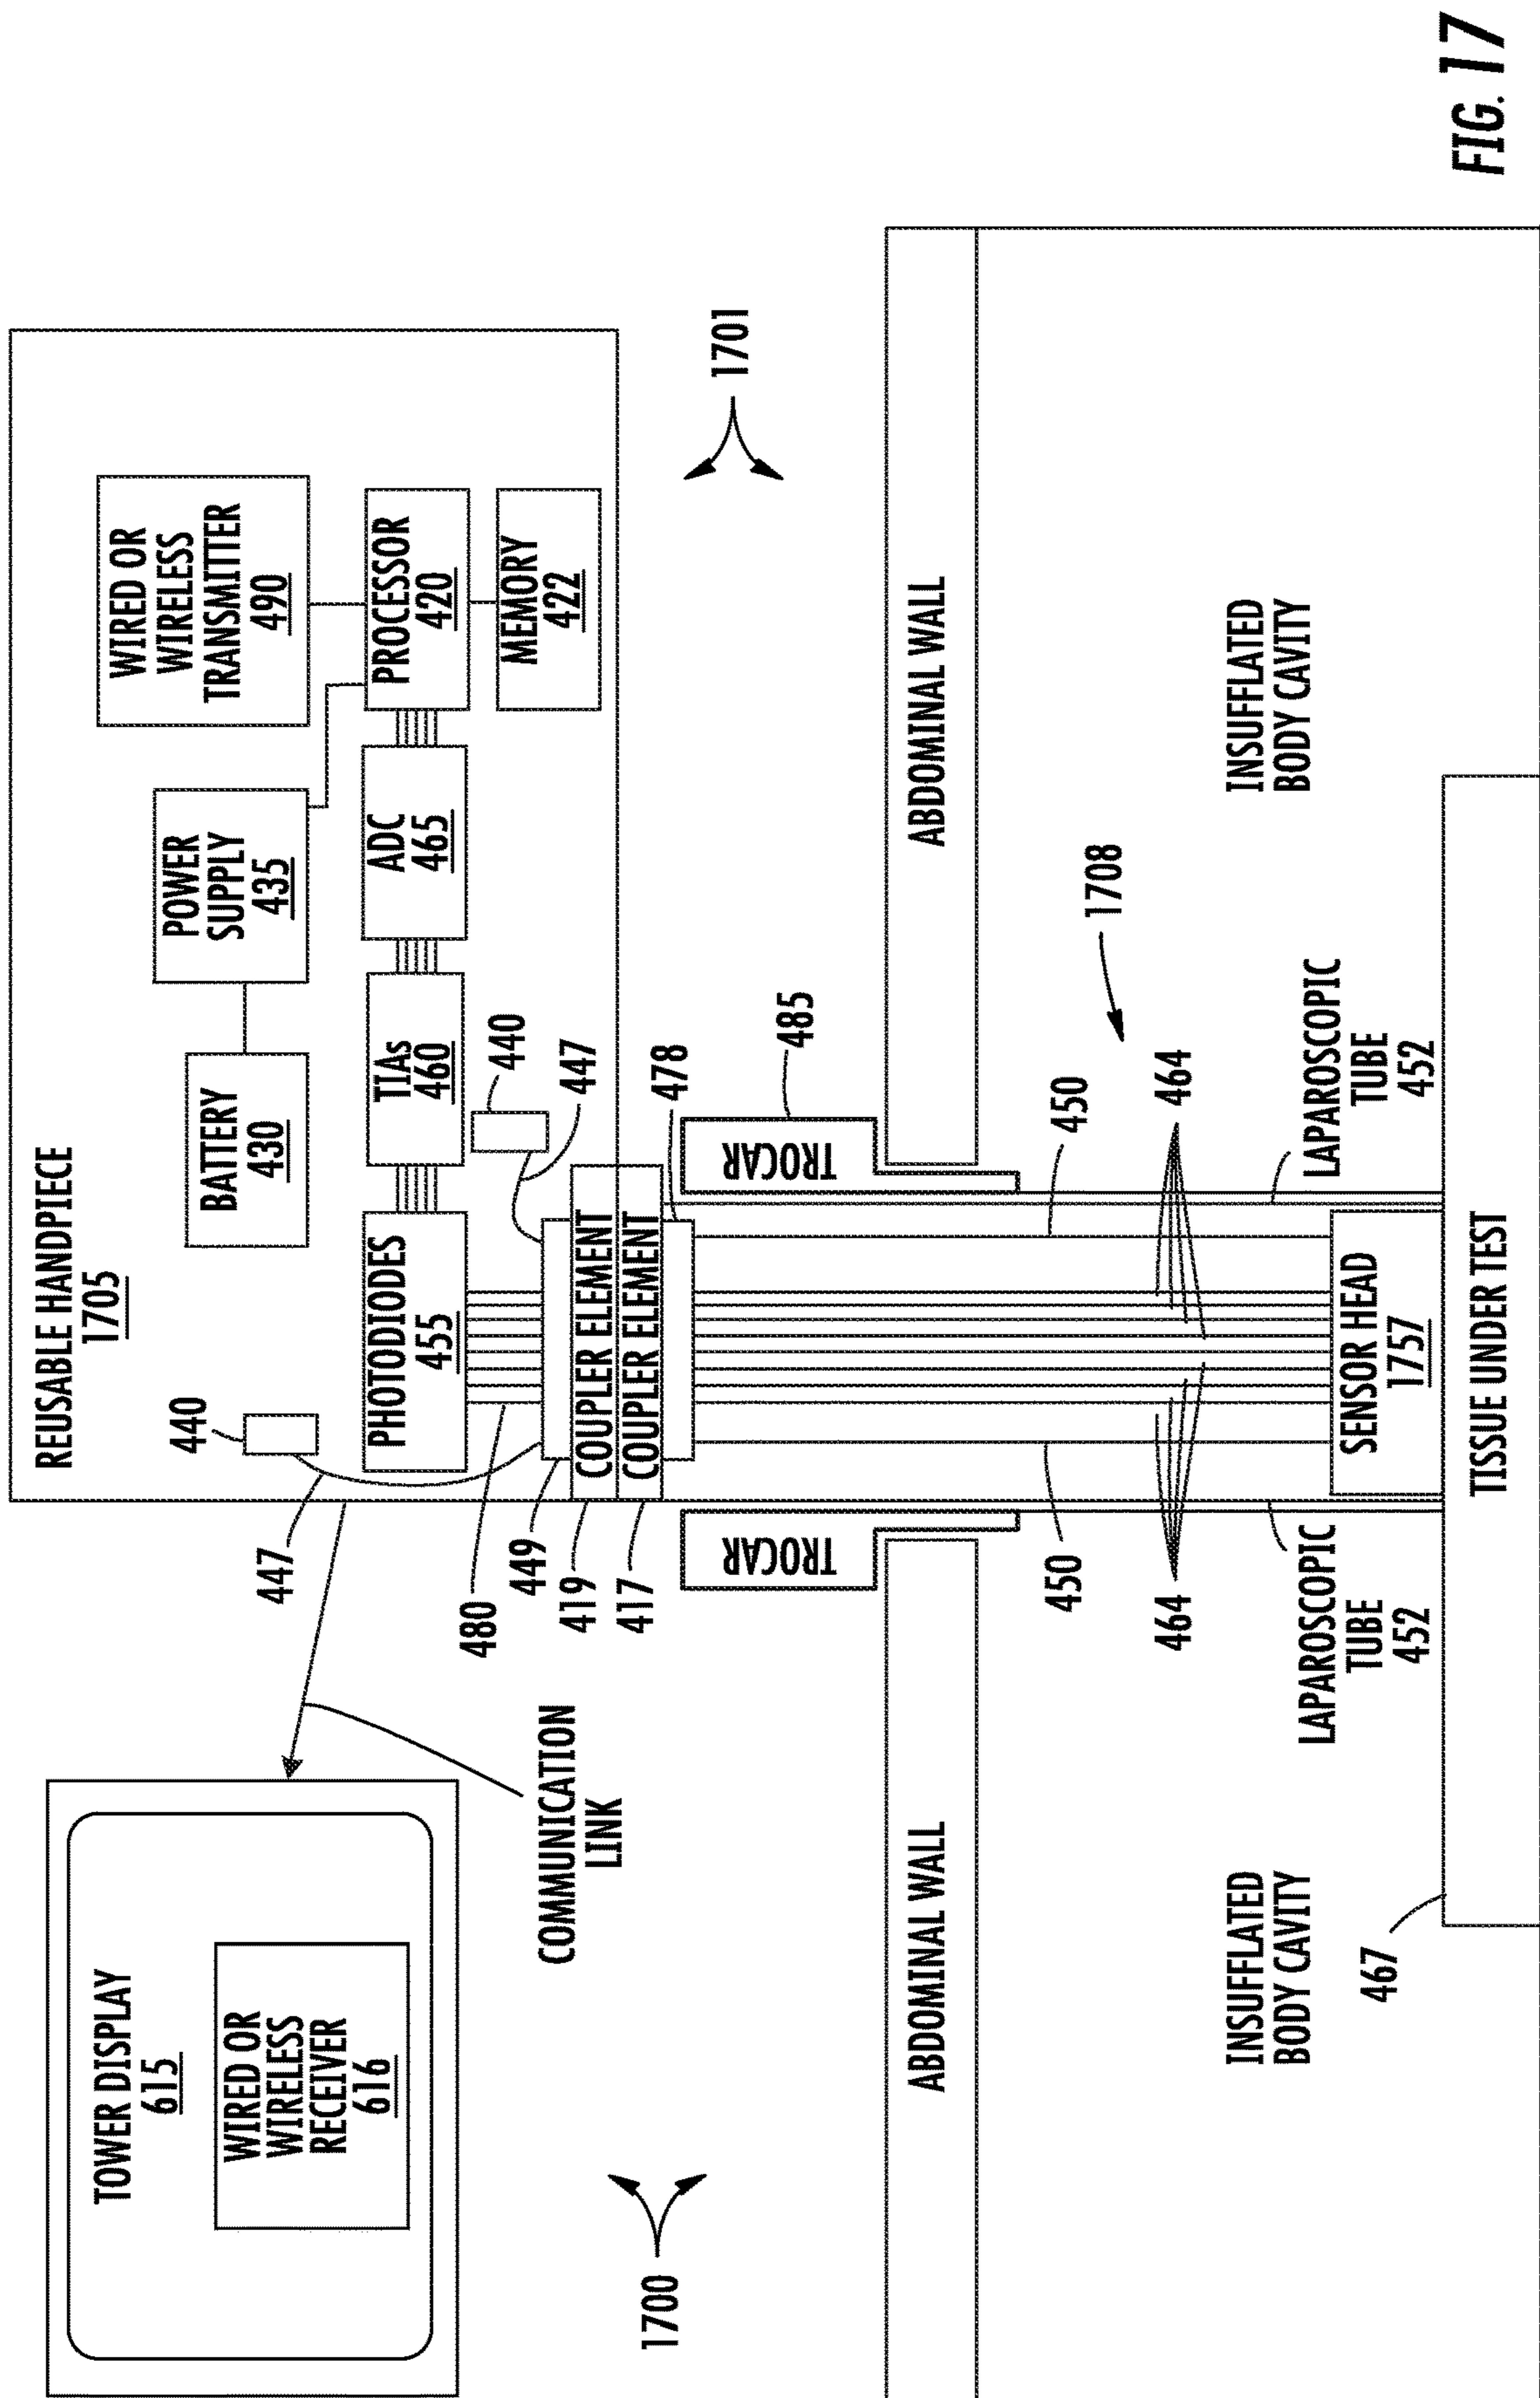 TOWER DISPLAY
615
WIRED OR
WIRELESS
RECEIVER
616
COMMUNICATION
LINK
1700
REUSABLE HANDPIECE
1705
BATTERY
430
POWER
SUPPLY
435
WIRED OR
WIRELESS
TRANSMITTER
490
440
447
PHOTODIODES
455
TIAs
460
ADC
465
PROCESSOR
420
MEMORY
422
440
447
480
449
419
417
COUPLER ELEMENT
COUPLER ELEMENT
478
1701
TROCAR
TROCAR
485
ABDOMINAL WALL
ABDOMINAL WALL
450
450
464
464
1708
INSUFLATED
BODY CAVITY
INSUFLATED
BODY CAVITY
LAPAROSCOPIC
TUBE
452
LAPAROSCOPIC
TUBE
452
SENSOR HEAD
1757
467
TISSUE UNDER TEST
FIG. 17